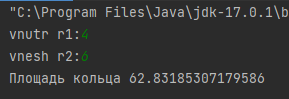 "C:\Program Files\Java\jdk-17.0.1\b
vnutr r1:4
vnesh r2:6
Площадь кольца 62.83185307179586